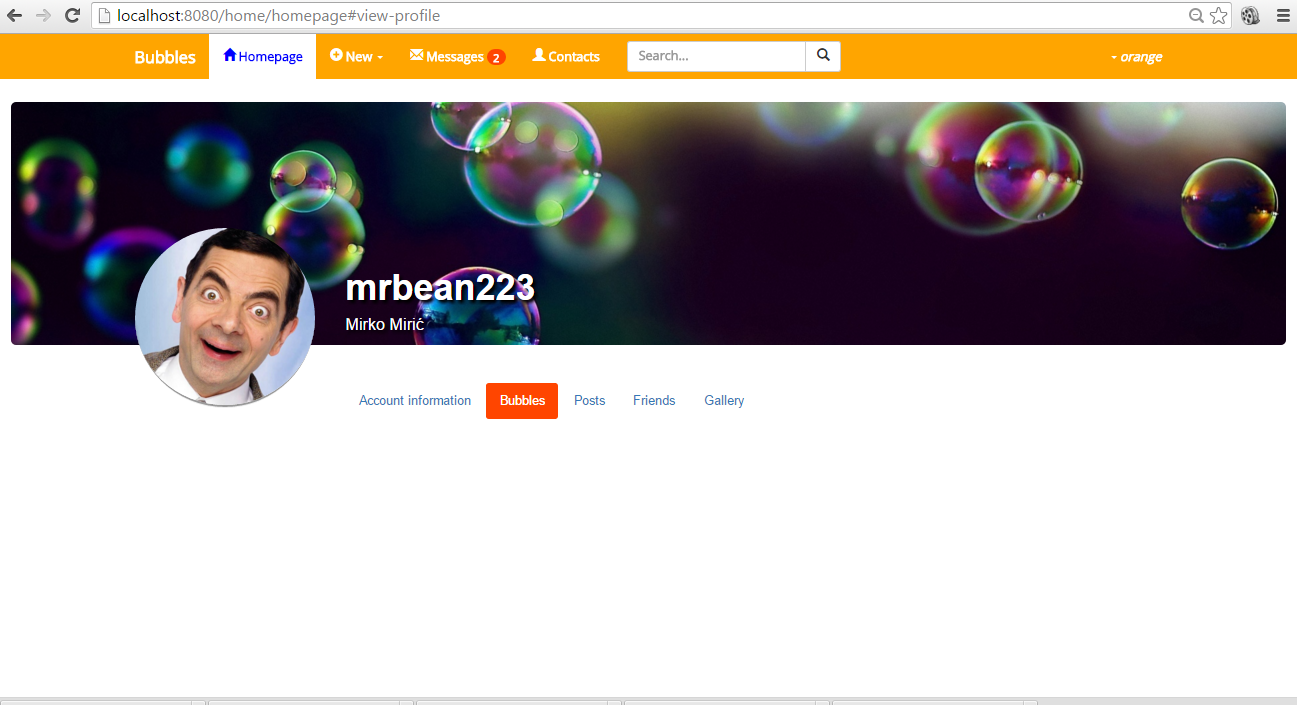 localhost:8080/home/homepage#view-profile
Bubbles Homepage New Messages 2 Contacts Search... orange
mrbean223
Mirko Mirić
Account information Bubbles Posts Friends Gallery